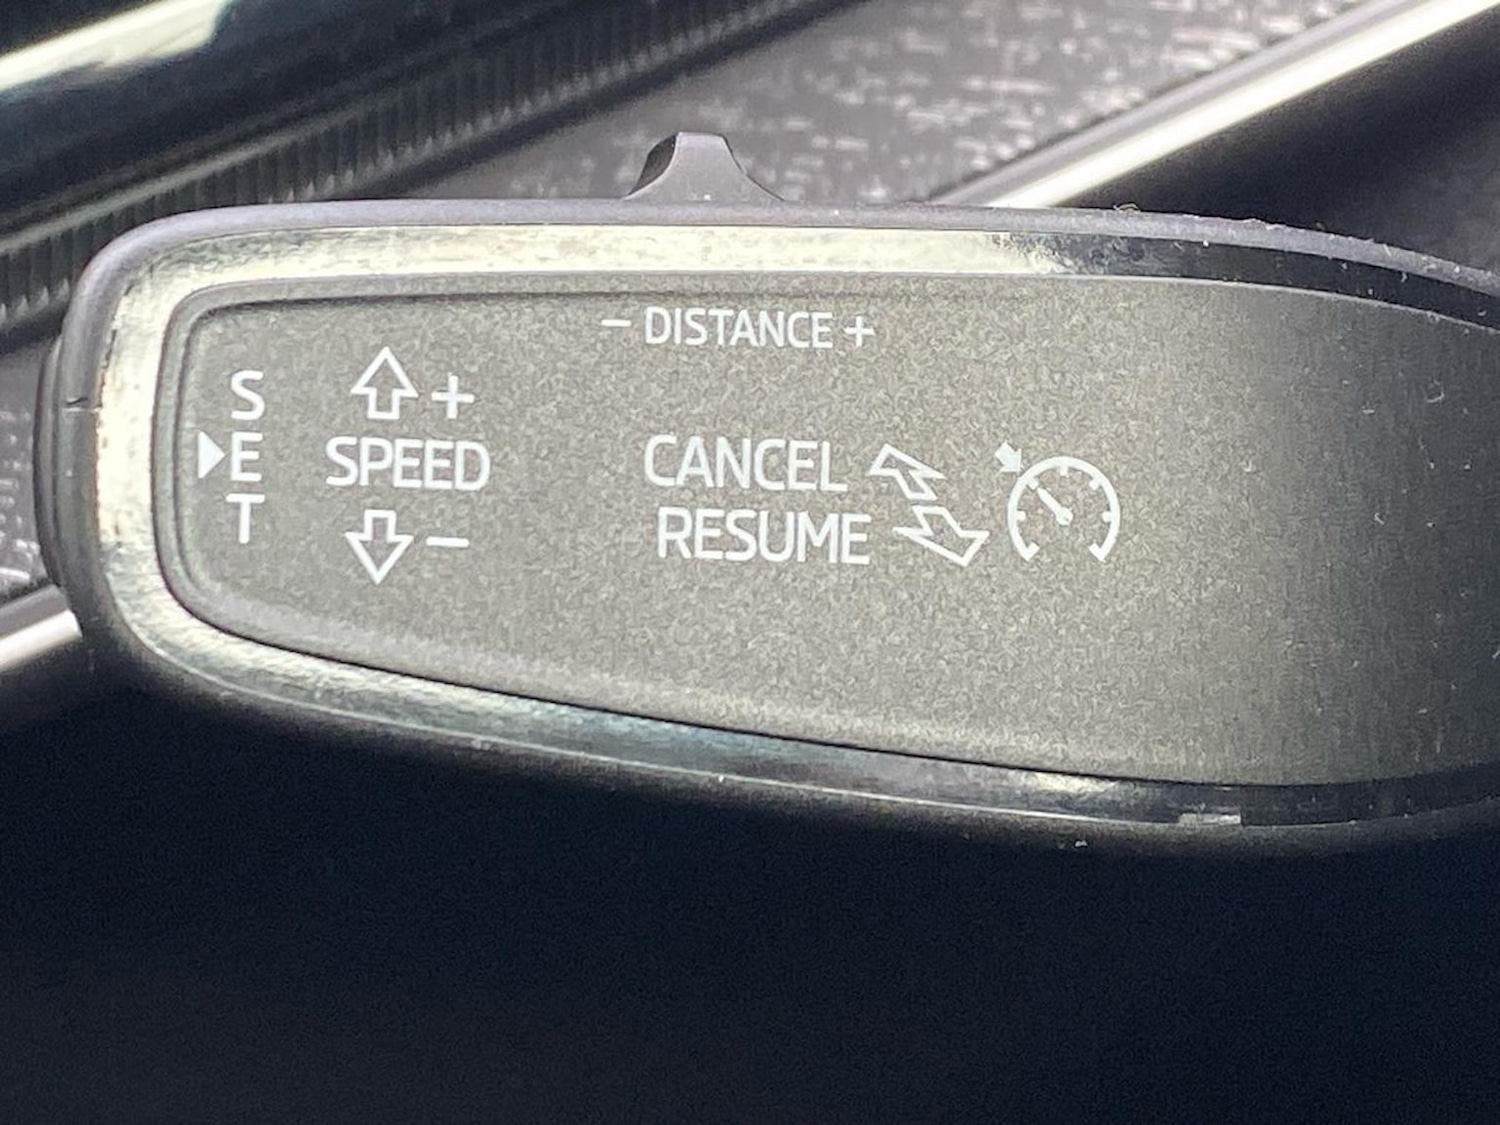 - DISTANCE +
S
E
T
+
SPEED
-
CANCEL
RESUME